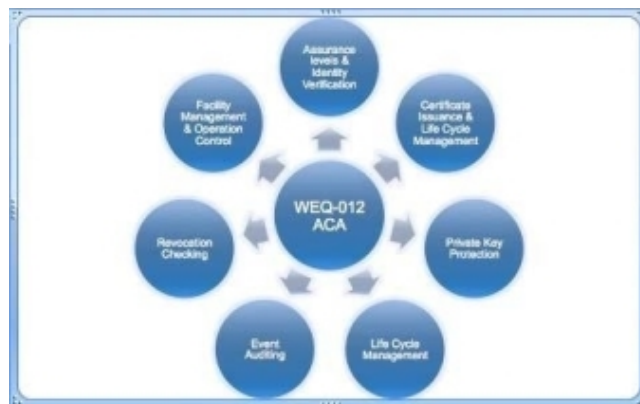 Assurance
levels &
Identity
Verification
Certificate
Issuance &
Life Cycle
Management
Private Key
Protection
Life Cycle
Management
Event
Auditing
Revocation
Checking
Facility
Management
& Operation
Control
WEQ-012
ACA